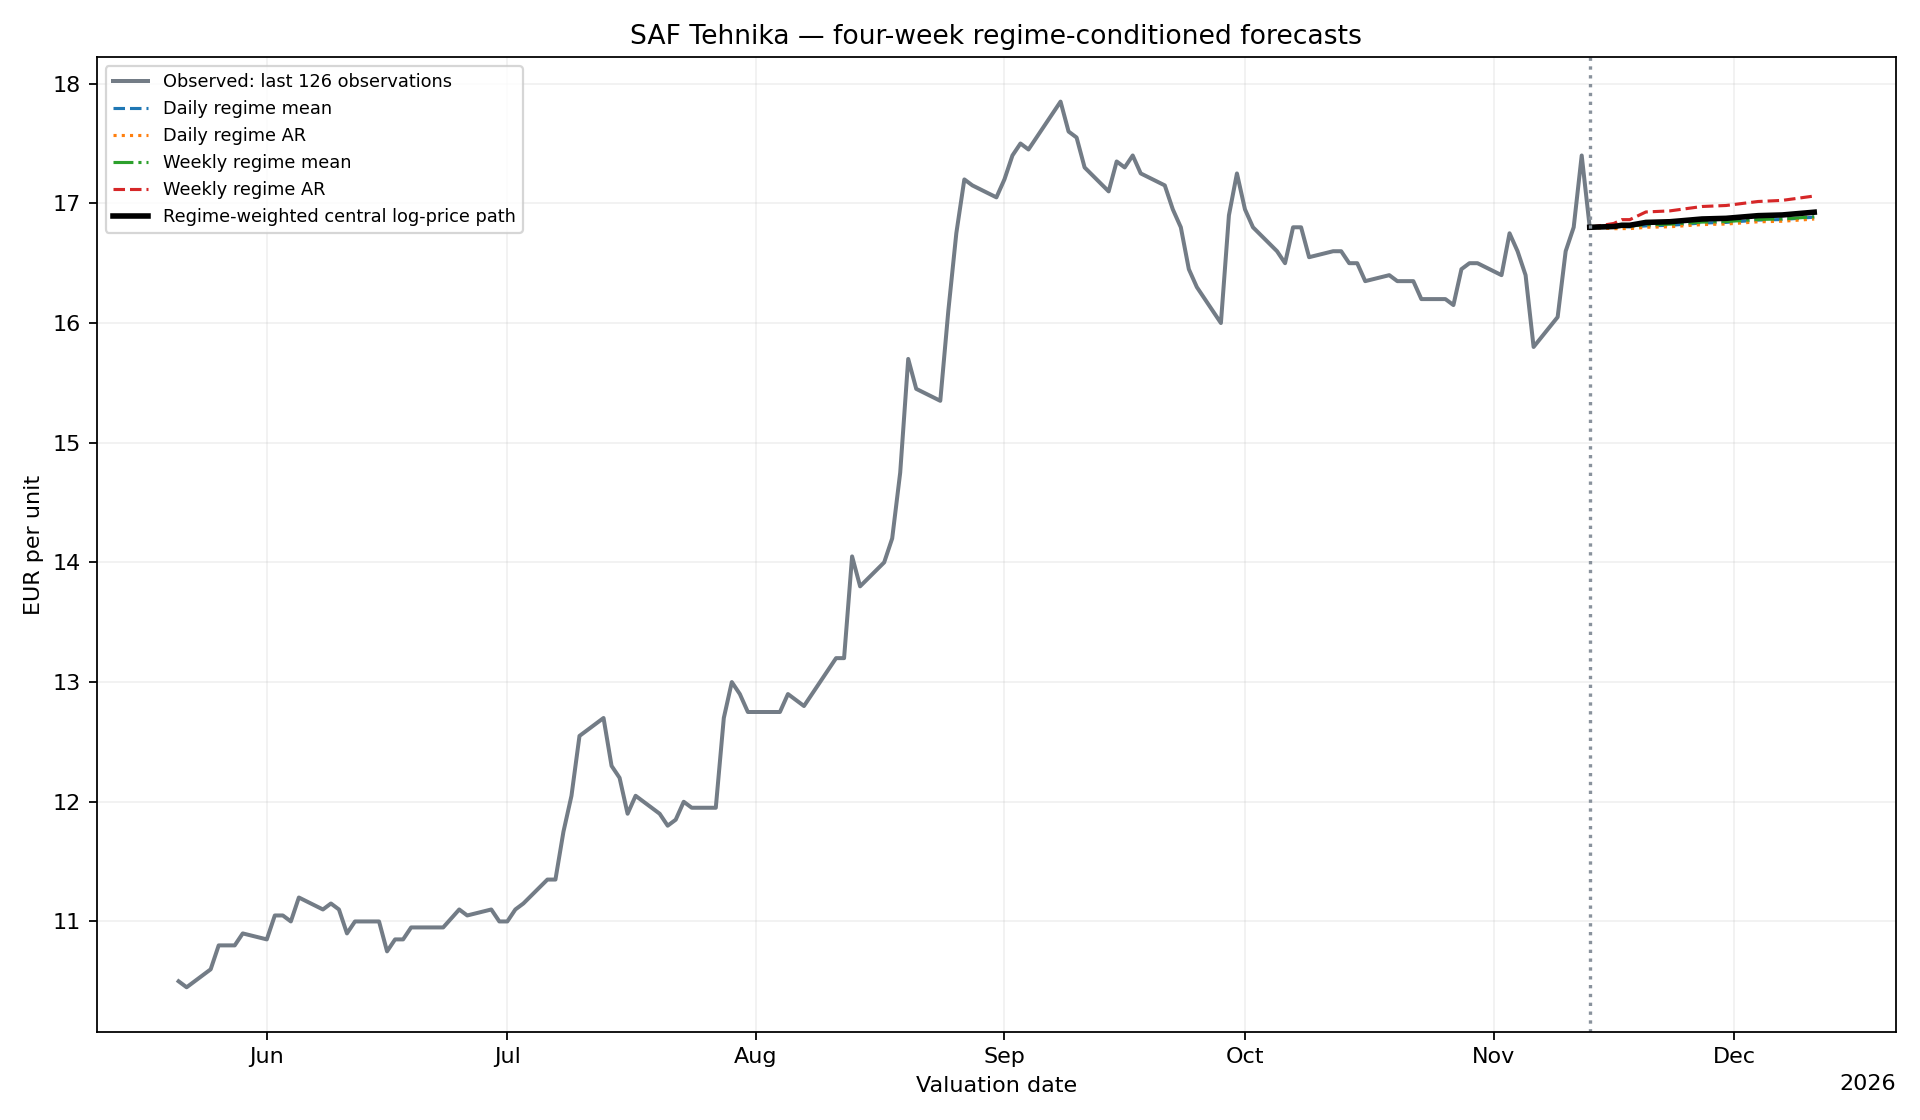 SAF Tehnika — four-week regime-conditioned forecasts
Observed: last 126 observations
Daily regime mean
Daily regime AR
Weekly regime mean
Weekly regime AR
Regime-weighted central log-price path
EUR per unit
18
17
16
15
14
13
12
11
Jun
Jul
Aug
Sep
Oct
Nov
Dec
Valuation date
2026